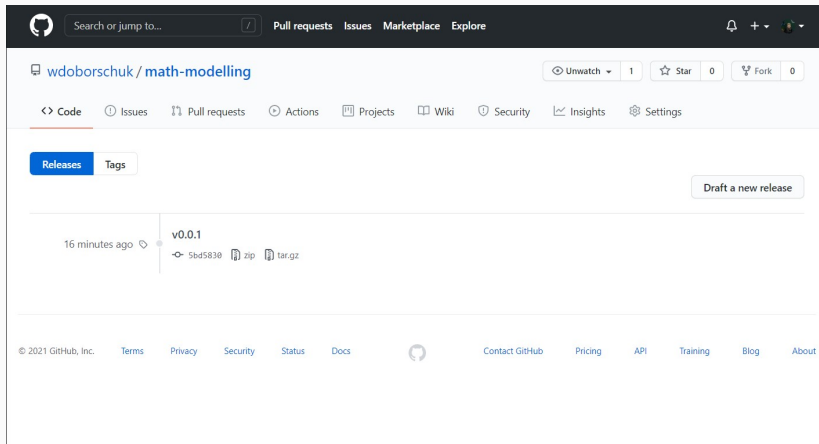 Search or jump to... / Pull requests Issues Marketplace Explore
wdoborschuk / math-modelling Unwatch 1 Star 0 Fork 0
Code Issues Pull requests Actions Projects Wiki Security Insights Settings
Releases Tags
Draft a new release
v0.0.1
16 minutes ago
5bd5830 zip tar.gz
© 2021 GitHub, Inc. Terms Privacy Security Status Docs Contact GitHub Pricing API Training Blog About